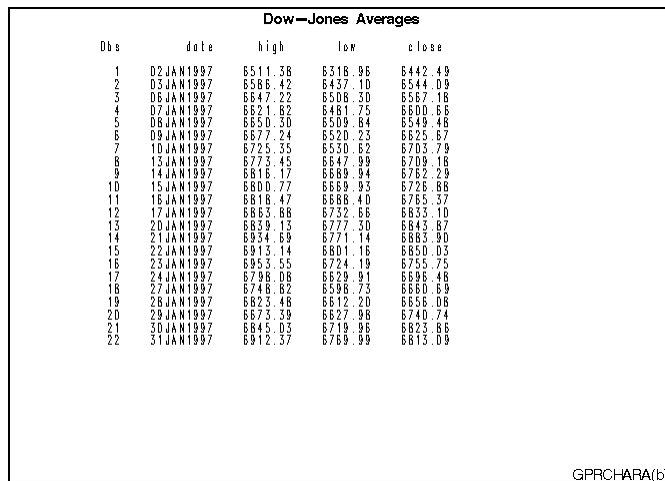 Dow-Jones Averages
Obs date high low close
1 02JAN1997 6511.38 6318.96 6442.49
2 03JAN1997 6586.42 6437.10 6544.09
3 06JAN1997 6647.22 6508.30 6567.18
4 07JAN1997 6621.82 6481.75 6600.66
5 08JAN1997 6650.30 6509.84 6549.48
6 09JAN1997 6677.24 6520.23 6625.67
7 10JAN1997 6725.35 6530.62 6703.79
8 13JAN1997 6773.45 6647.99 6709.18
9 14JAN1997 6816.17 6689.94 6762.29
10 15JAN1997 6800.77 6669.93 6726.88
11 16JAN1997 6818.47 6688.40 6765.37
12 17JAN1997 6863.88 6732.66 6833.10
13 20JAN1997 6839.13 6777.30 6843.87
14 21JAN1997 6934.69 6771.14 6883.90
15 22JAN1997 6913.14 6801.16 6850.03
16 23JAN1997 6953.55 6724.19 6755.75
17 24JAN1997 6798.08 6629.91 6696.48
18 27JAN1997 6748.82 6598.73 6660.69
19 28JAN1997 6823.48 6612.20 6656.08
20 29JAN1997 6673.39 6627.98 6740.74
21 30JAN1997 6845.03 6719.96 6823.86
22 31JAN1997 6912.37 6769.99 6813.09
GPRCHARA(b